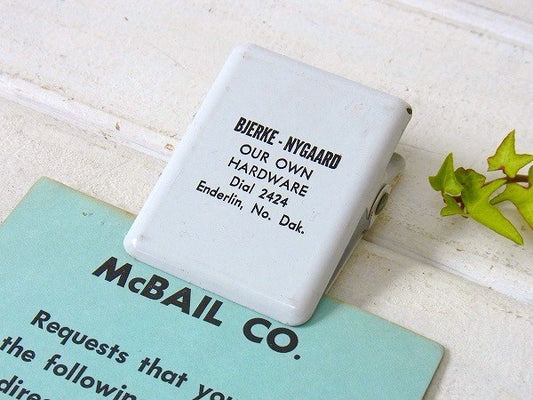 BJERKE - NYGAARD
OUR OWN
HARDWARE
Dial 2424
Enderlin, No. Dak.
McBAIL CO.
Requests that
the following